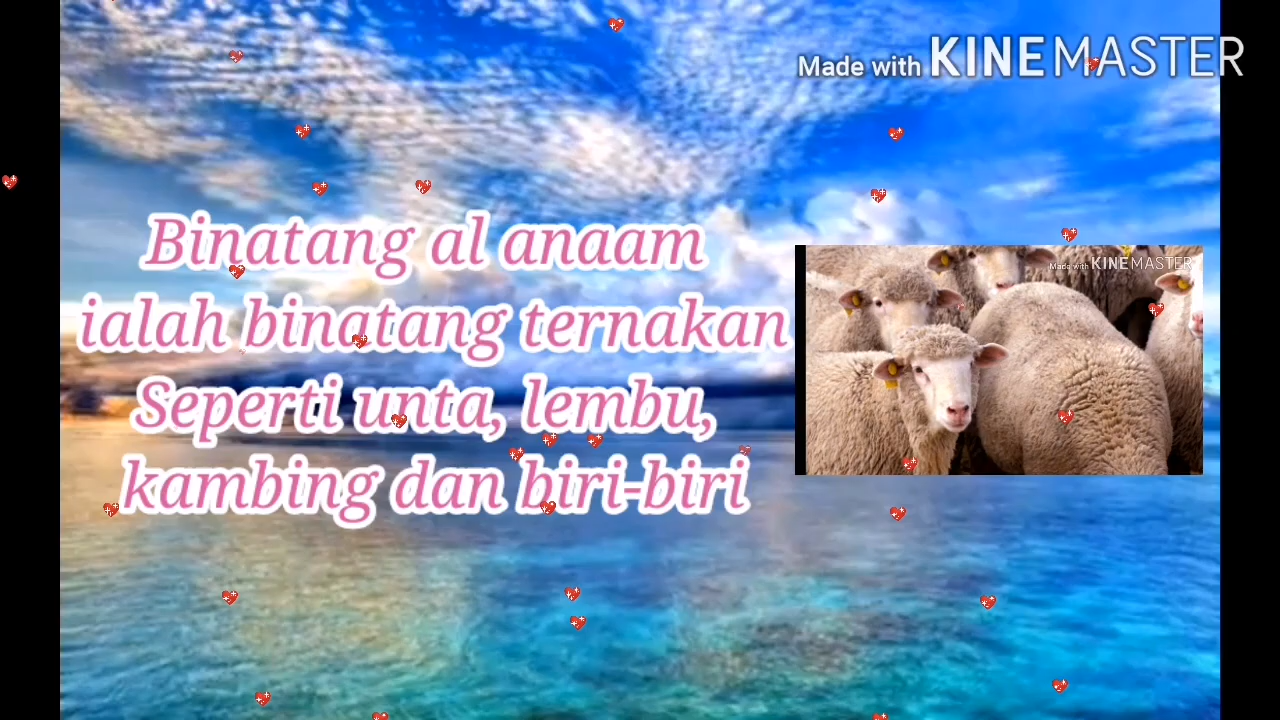 Made with KINEMASTER
Binatang al anaam
ialah binatang ternakan
Seperti unta, lembu,
kambing dan biri-biri
Made with KINEMASTER